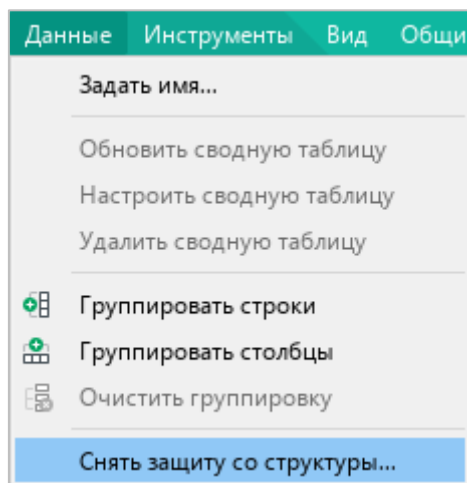 Данные Инструменты Вид Общи
Задать имя...
Обновить сводную таблицу
Настроить сводную таблицу
Удалить сводную таблицу
Группировать строки
Группировать столбцы
Очистить группировку
Снять защиту со структуры...